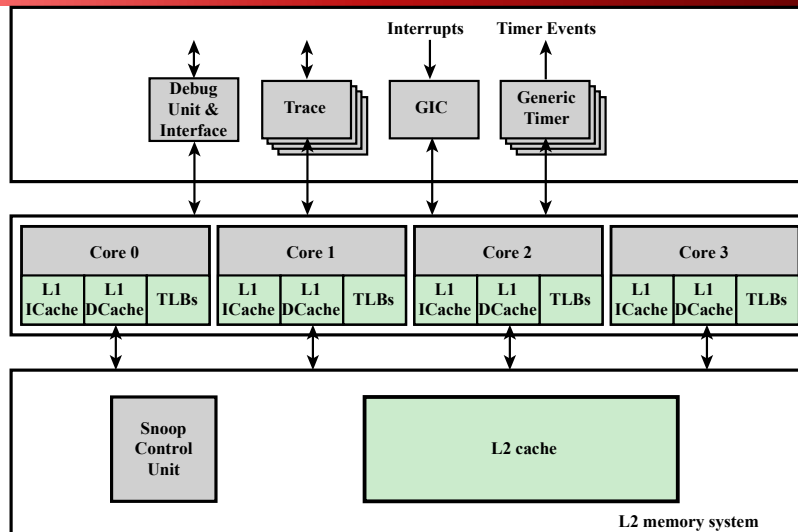 Interrupts
Timer Events
Debug
Unit &
Interface
Trace
GIC
Generic
Timer
Core 0
Core 1
Core 2
Core 3
L1
ICache
L1
DCache
TLBs
L1
ICache
L1
DCache
TLBs
L1
ICache
L1
DCache
TLBs
L1
ICache
L1
DCache
TLBs
Snoop
Control
Unit
L2 cache
L2 memory system